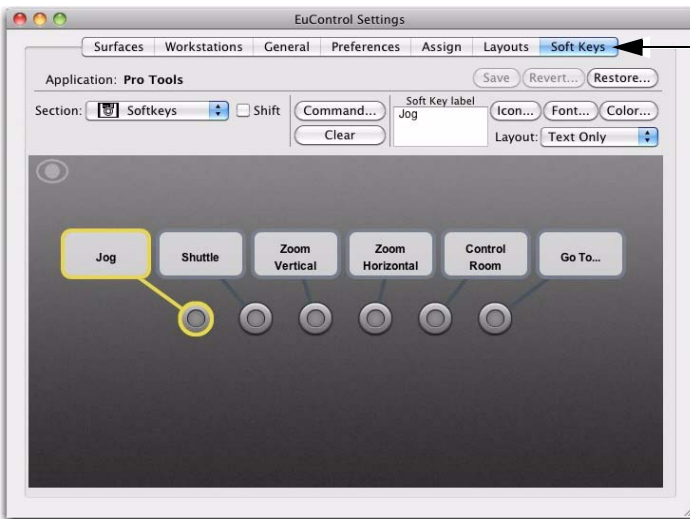 EuControl Settings
Surfaces Workstations General Preferences Assign Layouts Soft Keys
Application: Pro Tools
Save Revert... Restore...
Section: Softkeys Shift
Command...
Clear
Soft Key label
Jog
Icon... Font... Color...
Layout: Text Only
Jog
Shuttle
Zoom
Vertical
Zoom
Horizontal
Control
Room
Go To...